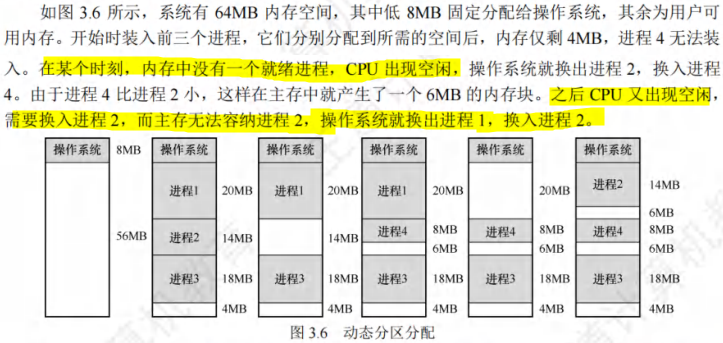 如图 3.6 所示，系统有 64MB 内存空间，其中低 8MB 固定分配给操作系统，其余为用户可
用内存。开始时装入前三个进程，它们分别分配到所需的空间后，内存仅剩 4MB，进程 4 无法装
入。在某个时刻，内存中没有一个就绪进程，CPU 出现空闲，操作系统就换出进程 2，换入进程
4。由于进程 4 比进程 2 小，这样在主存中就产生了一个 6MB 的内存块。之后 CPU 又出现空闲，
需要换入进程 2，而主存无法容纳进程 2，操作系统就换出进程 1，换入进程 2。
操作系统 8MB 操作系统 操作系统 操作系统 操作系统 操作系统
进程1 20MB 进程1 20MB 进程1 20MB 20MB 进程2 14MB
6MB
56MB 进程2 14MB 14MB 进程4 8MB 进程4 8MB 进程4 8MB
6MB 6MB 6MB
进程3 18MB 进程3 18MB 进程3 18MB 进程3 18MB 进程3 18MB
4MB 4MB 4MB 4MB 4MB
图 3.6 动态分区分配